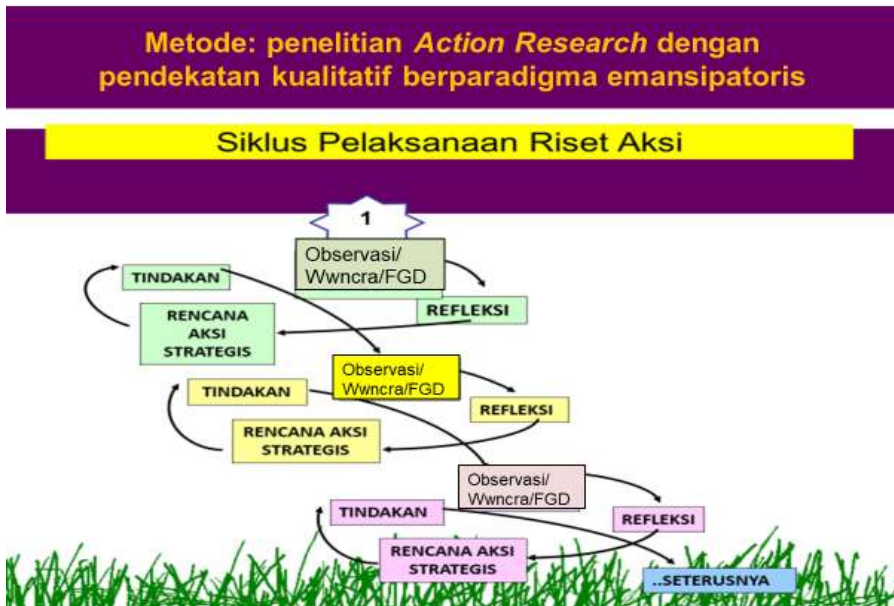 Metode: penelitian Action Research dengan
pendekatan kualitatif berparadigma emansipatoris
Siklus Pelaksanaan Riset Aksi
1
Observasi/
Wwncra/FGD
TINDAKAN
REFLEKSI
RENCANA
AKSI
STRATEGIS
Observasi/
Wwncra/FGD
TINDAKAN
REFLEKSI
RENCANA AKSI
STRATEGIS
Observasi/
Wwncra/FGD
TINDAKAN
REFLEKSI
RENCANA AKSI
STRATEGIS
..SETERUSNYA